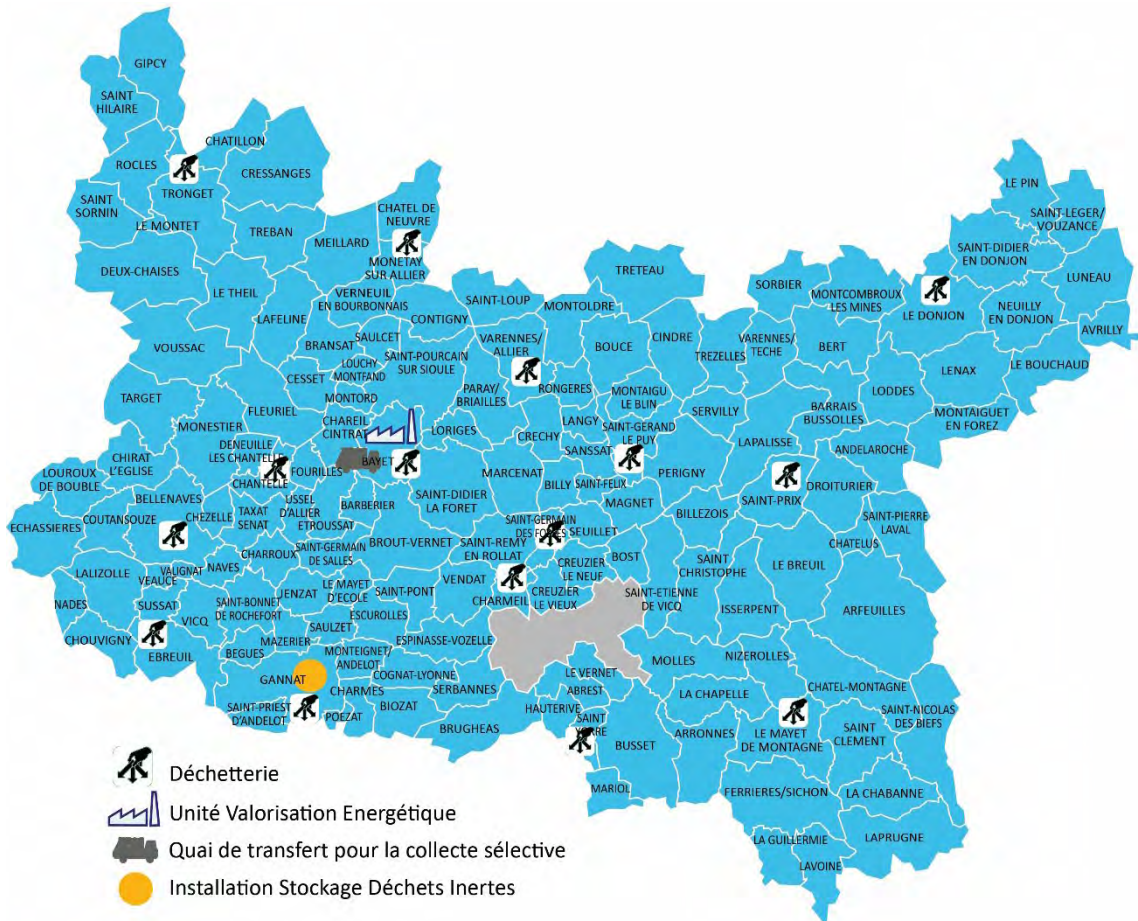 GIPCY
SAINT
HILAIRE
CHATILLON
ROCLES
CRESSANGES
TRONGET
LE PIN
SAINT
SORNIN
CHATEL DE
NEUVRE
SAINT-LEGER/
VOUZANCE
LE MONTET
TREBAN
MEILLARD
SAINT-DIDIER
EN DONJON
MONETAY
SUR ALLIER
DEUX-CHAISES
TRETEAU
LUNEAU
SORBIER
LE THEIL
VERNEUIL
EN BOURBONNAIS
SAINT-LOUP
MONTOLDRE
MONTCOMBROUX
LES MINES
LE DONJON
NEUILLY
EN DONJON
LAFELINE
CONTIGNY
AVRILLY
VOUSSAC
BRANSAT
SAULCET
VARENNES/
ALLIER
BOUCE
CINDRE
TREZELLES
VARENNES/
TECHE
BERT
LOUCHY
MONTFAND
SAINT-POURCAIN
SUR SIOULE
LENAX
LE BOUCHAUD
CESSET
PARAY/
BRIAILLES
RONGERES
MONTAIGU
LE BLIN
LODDES
TARGET
MONTORD
FLEURIEL
SERVILLY
BARRAIS
BUSSOLLES
MONTAIGUET
EN FOREZ
MONESTIER
CHAREIL
CINTRAT
LORIGES
LANGY
CRECHY
SAINT-GERAND
LE PUY
LAPALISSE
ANDELAROCHE
DENEUILLE
LES CHANTELLE
SANSSAT
CHIRAT
L'EGLISE
FOURILLES
BAYET
MARCENAT
PERIGNY
LOUROUX
DE BOUBLE
CHANTELLE
BILLY
SAINT-FELIX
DROITURIER
BELLENAVES
USSEL
D'ALLIER
SAINT-DIDIER
LA FORET
SAINT-PRIX
CHEZELLE
TAXAT
SENAT
BARBERIER
MAGNET
BILLEZOIS
SAINT-PIERRE
LAVAL
ECHASSIERES
COUTANSOUZE
ETROUSSAT
SAINT-GERMAIN
DES FOSSES
SEUILLET
CHATELUS
CHARROUX
SAINT-GERMAIN
DE SALLES
BROUT-VERNET
SAINT-REMY
EN ROLLAT
BOST
SAINT
CHRISTOPHE
LE BREUIL
LALIZOLLE
VALIGNAT
NAVES
VEAUCE
CREUZIER
LE NEUF
VENDAT
LE MAYET
D'ECOLE
SAINT-PONT
JENZAT
CHARMEIL
CREUZIER
LE VIEUX
SAINT-ETIENNE
DE VICQ
NADES
SUSSAT
SAINT-BONNET
DE ROCHEFORT
ISSERPENT
ARFEUILLES
VICQ
ESCUROLLES
SAULZET
CHOUVIGNY
MAZERIER
ESPINASSE-VOZELLE
EBREUIL
BEGUES
MONTEIGNET/
ANDELOT
MOLLES
NIZEROLLES
GANNAT
COGNAT-LYONNE
LE VERNET
CHARMES
SERBANNES
ABREST
LA CHAPELLE
CHATEL-MONTAGNE
SAINT-PRIEST
D'ANDELOT
POEZAT
BIOZAT
HAUTERIVE
SAINT-NICOLAS
DES BIEFS
BRUGHEAS
SAINT
YORRE
BUSSET
ARRONNES
LE MAYET
DE MONTAGNE
SAINT
CLEMENT
MARIOL
FERRIERES/SICHON
LA CHABANNE
LA GUILLERMIE
LAPRUGNE
LAVOINE
Déchetterie
Unité Valorisation Energétique
Quai de transfert pour la collecte sélective
Installation Stockage Déchets Inertes